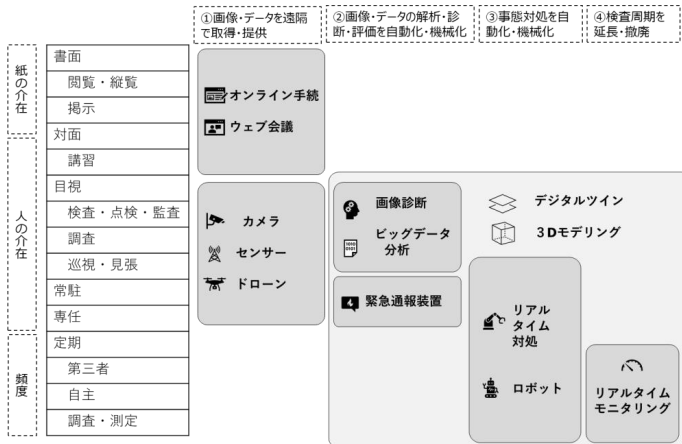 ①画像・データを遠隔
で取得・提供
②画像・データの解析・診
断・評価を自動化・機械化
③事態対処を自
動化・機械化
④検査周期を
延長・撤廃
紙の介在
書面
閲覧・縦覧
掲示
人の介在
対面
講習
目視
検査・点検・監査
調査
巡視・見張
常駐
専任
頻度
定期
第三者
自主
調査・測定
オンライン手続
ウェブ会議
カメラ
センサー
ドローン
画像診断
ビッグデータ
分析
緊急通報装置
デジタルツイン
3Dモデリング
リアル
タイム
対処
ロボット
リアルタイム
モニタリング